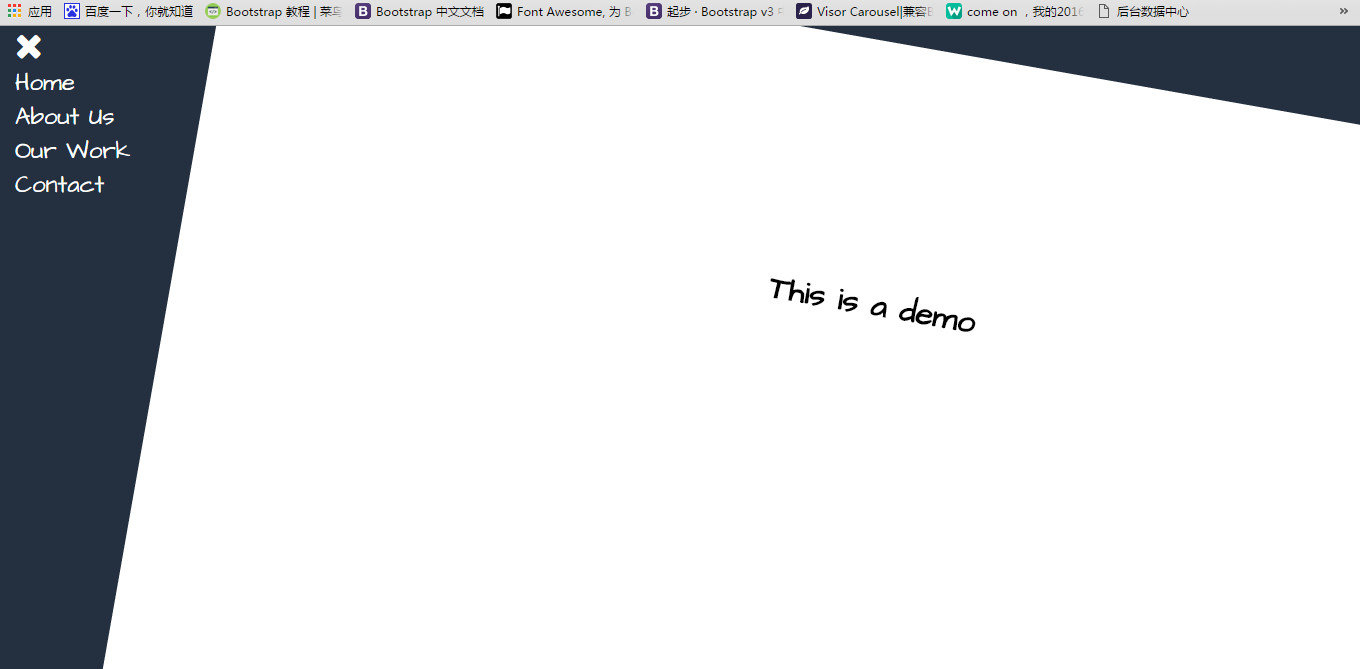 应用 百度一下，你就知道 Bootstrap 教程 | 菜鸟 Bootstrap 中文文档 Font Awesome, 为 B 起步 · Bootstrap v3 Visor Carousel|兼容 come on ，我的2016 后台数据中心 »
Home
About Us
Our Work
Contact
This is a demo